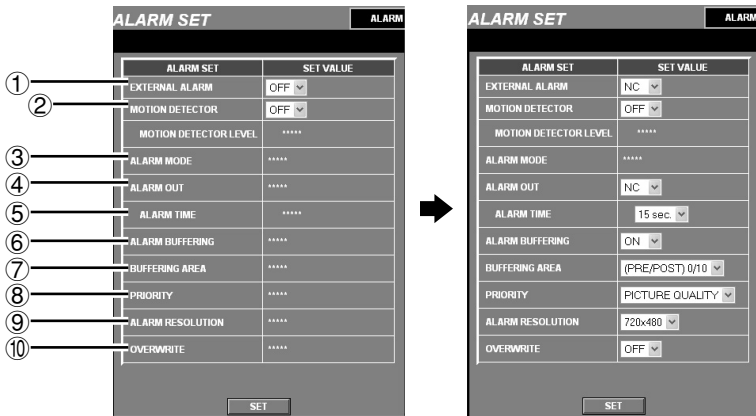 ALARM SET ALARM
ALARM SET SET VALUE
① EXTERNAL ALARM OFF
② MOTION DETECTOR OFF
MOTION DETECTOR LEVEL *****
③ ALARM MODE *****
④ ALARM OUT *****
⑤ ALARM TIME *****
⑥ ALARM BUFFERING *****
⑦ BUFFERING AREA *****
⑧ PRIORITY *****
⑨ ALARM RESOLUTION *****
⑩ OVERWRITE *****
SET
ALARM SET ALARM
ALARM SET SET VALUE
EXTERNAL ALARM NC
MOTION DETECTOR OFF
MOTION DETECTOR LEVEL *****
ALARM MODE *****
ALARM OUT NC
ALARM TIME 15 sec.
ALARM BUFFERING ON
BUFFERING AREA (PRE/POST) 0/10
PRIORITY PICTURE QUALITY
ALARM RESOLUTION 720x480
OVERWRITE OFF
SET